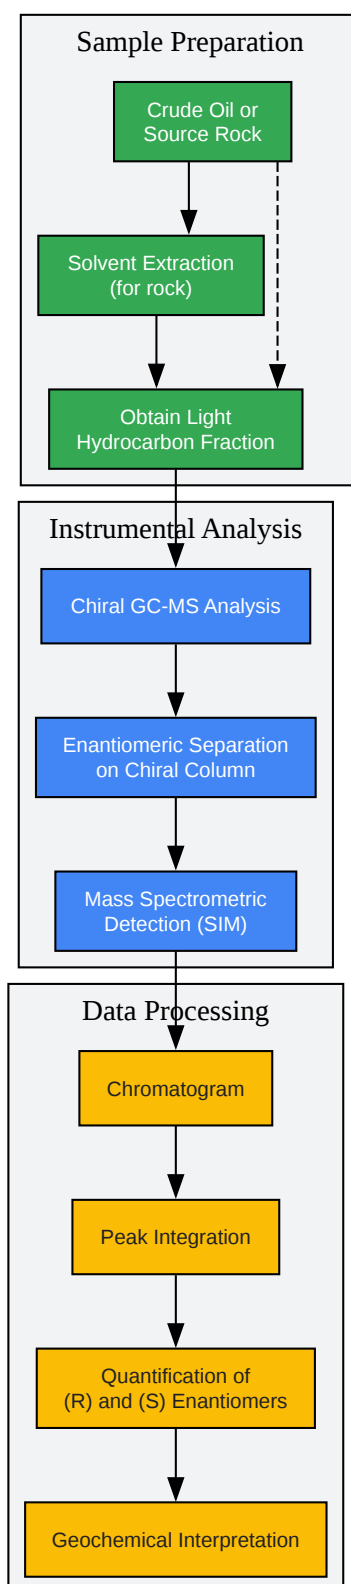 Sample Preparation
Crude Oil or
Source Rock
Solvent Extraction
(for rock)
Obtain Light
Hydrocarbon Fraction
Instrumental Analysis
Chiral GC-MS Analysis
Enantiomeric Separation
on Chiral Column
Mass Spectrometric
Detection (SIM)
Data Processing
Chromatogram
Peak Integration
Quantification of
(R) and (S) Enantiomers
Geochemical Interpretation